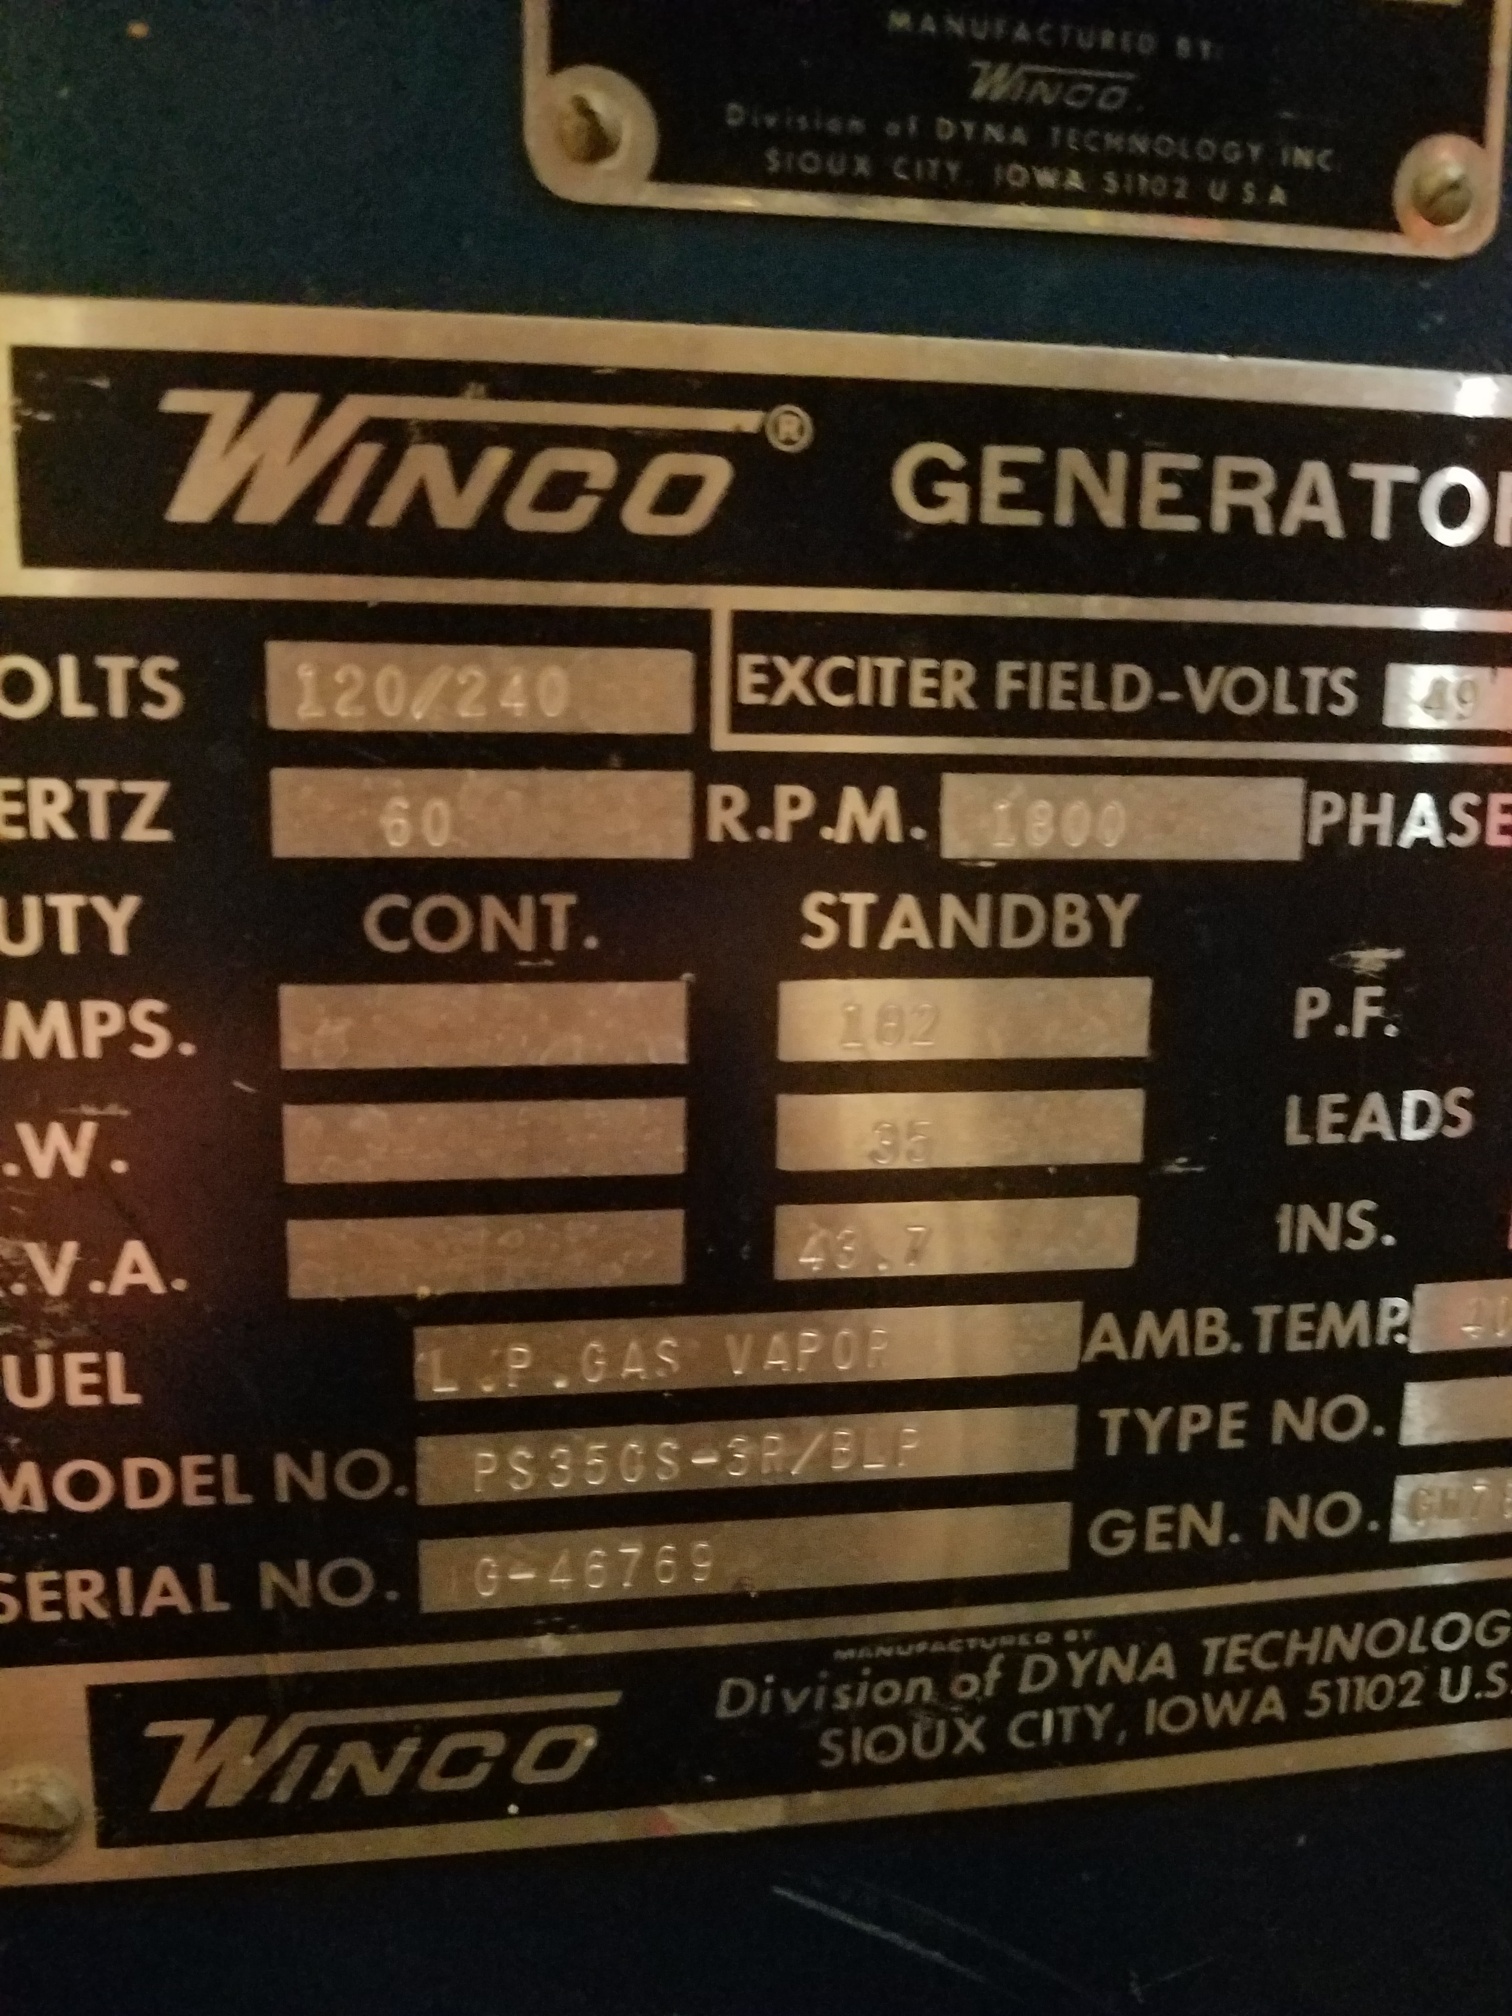 MANUFACTURED BY:
WINCO
Division of DYNA TECHNOLOGY INC.
SIOUX CITY, IOWA 51102 U.S.A
WINCO® GENERATO
OLTS 120/240 EXCITER FIELD-VOLTS 49
ERTZ 60 R.P.M. 1800 PHASE
UTY CONT. STANDBY
MPS. 182 P.F.
.W. 35 LEADS
.V.A. 43.7 INS.
UEL L.P.GAS VAPOR AMB. TEMP.
MODEL NO. PS350S-3R/BLP TYPE NO.
SERIAL NO. G-46769 GEN. NO.
MANUFACTURED BY
WINCO Division of DYNA TECHNOLOG
SIOUX CITY, IOWA 51102 U.S.